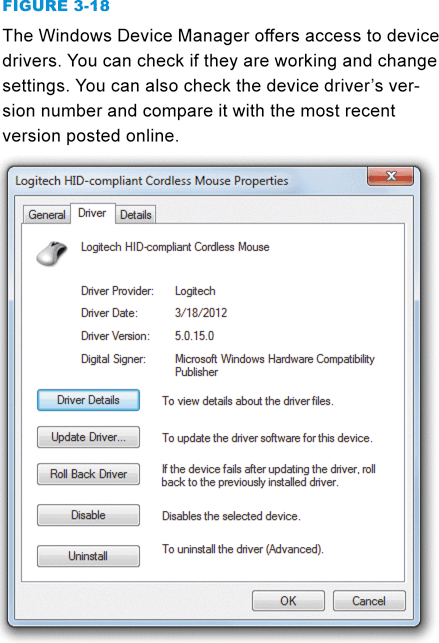 FIGURE 3-18
The Windows Device Manager offers access to device
drivers. You can check if they are working and change
settings. You can also check the device driver's ver-
sion number and compare it with the most recent
version posted online.
Logitech HID-compliant Cordless Mouse Properties
General Driver Details
Logitech HID-compliant Cordless Mouse
Driver Provider: Logitech
Driver Date: 3/18/2012
Driver Version: 5.0.15.0
Digital Signer: Microsoft Windows Hardware Compatibility
Publisher
Driver Details To view details about the driver files.
Update Driver... To update the driver software for this device.
Roll Back Driver If the device fails after updating the driver, roll
back to the previously installed driver.
Disable Disables the selected device.
Uninstall To uninstall the driver (Advanced).
OK Cancel